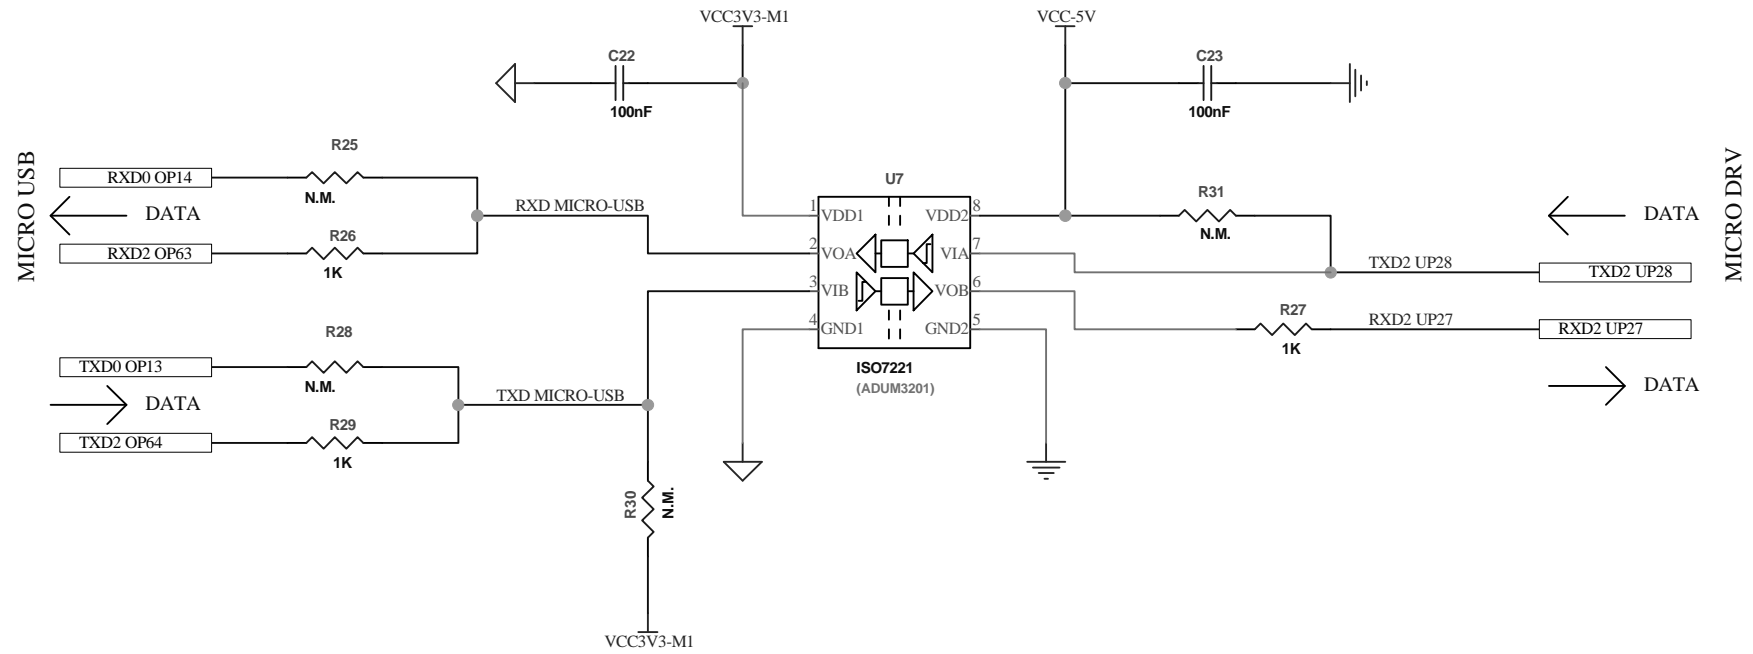 VCC3V3-M1
VCC-5V
C22
100nF
C23
100nF
MICRO USB
R25
RXD0 OP14
N.M.
DATA
RXD MICRO-USB
R26
RXD2 OP63
1K
U7
1
VDD1
VDD2
8
2
VOA
VIA
7
3
VIB
VOB
6
4
GND1
GND2
5
ISO7221
(ADUM3201)
R31
N.M.
DATA
MICRO DRV
TXD2 UP28
TXD2 UP28
R27
1K
RXD2 UP27
RXD2 UP27
DATA
R28
TXD0 OP13
N.M.
DATA
TXD MICRO-USB
R29
TXD2 OP64
1K
R30
N.M.
VCC3V3-M1